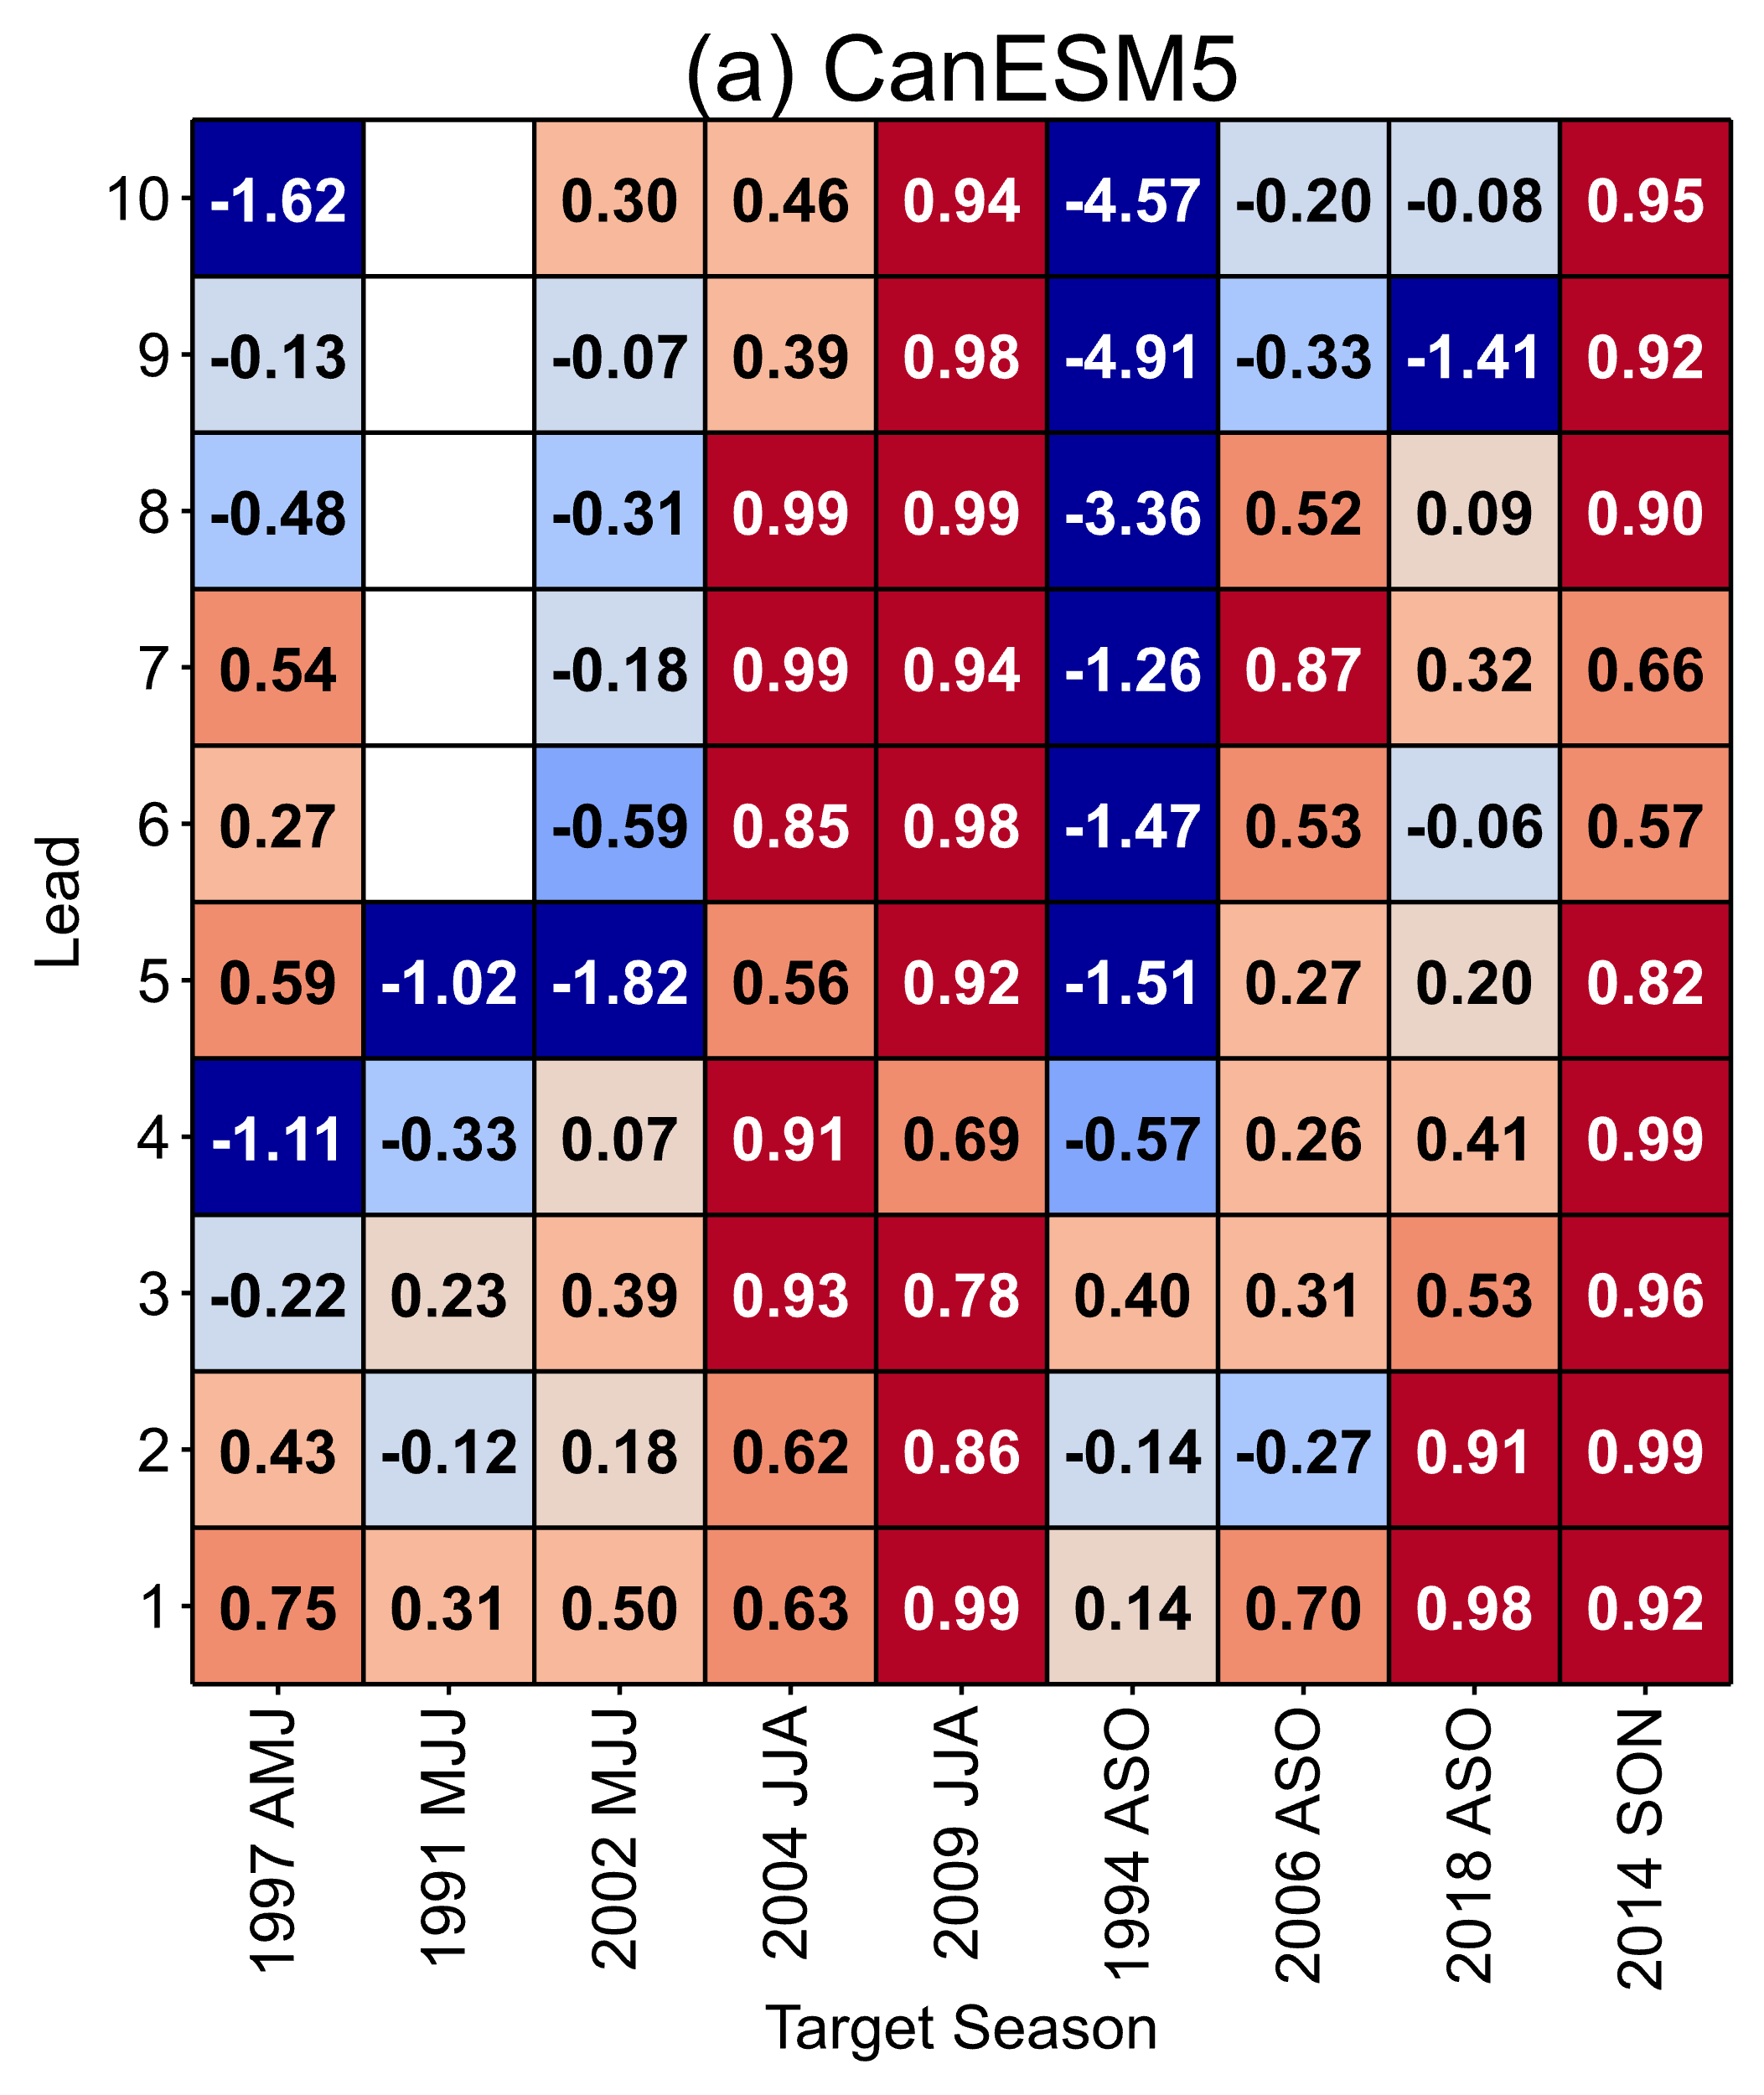 (a) CanESM5
10 -1.62 0.30 0.46 0.94 -4.57 -0.20 -0.08 0.95
9 -0.13 -0.07 0.39 0.98 -4.91 -0.33 -1.41 0.92
8 -0.48 -0.31 0.99 0.99 -3.36 0.52 0.09 0.90
7 0.54 -0.18 0.99 0.94 -1.26 0.87 0.32 0.66
6 0.27 -0.59 0.85 0.98 -1.47 0.53 -0.06 0.57
5 0.59 -1.02 -1.82 0.56 0.92 -1.51 0.27 0.20 0.82
4 -1.11 -0.33 0.07 0.91 0.69 -0.57 0.26 0.41 0.99
3 -0.22 0.23 0.39 0.93 0.78 0.40 0.31 0.53 0.96
2 0.43 -0.12 0.18 0.62 0.86 -0.14 -0.27 0.91 0.99
1 0.75 0.31 0.50 0.63 0.99 0.14 0.70 0.98 0.92
Lead
1997 AMJ
1991 MJJ
2002 MJJ
2004 JJA
2009 JJA
1994 ASO
2006 ASO
2018 ASO
2014 SON
Target Season